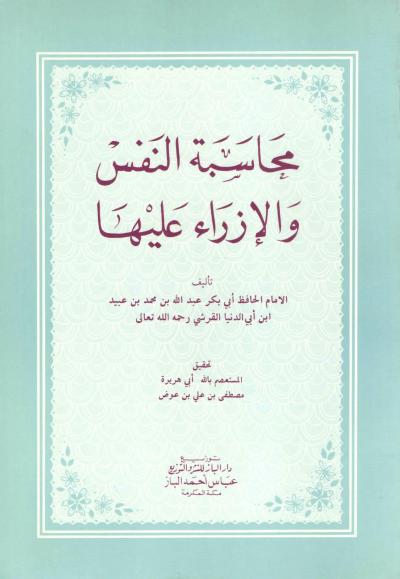 محاسبة النفس
والإزراء عليها
تأليف
الامام الحافظ أبي بكر عبد الله بن محمد بن عبيد
ابن أبي الدنيا القرشي رحمه الله تعالى
تحقيق
المستعصم بالله أبي هريرة
مصطفى بن علي بن عوض
توزيع
دار الباز للنشر والتوزيع
عباس أحمد الباز
مكة المكرمة